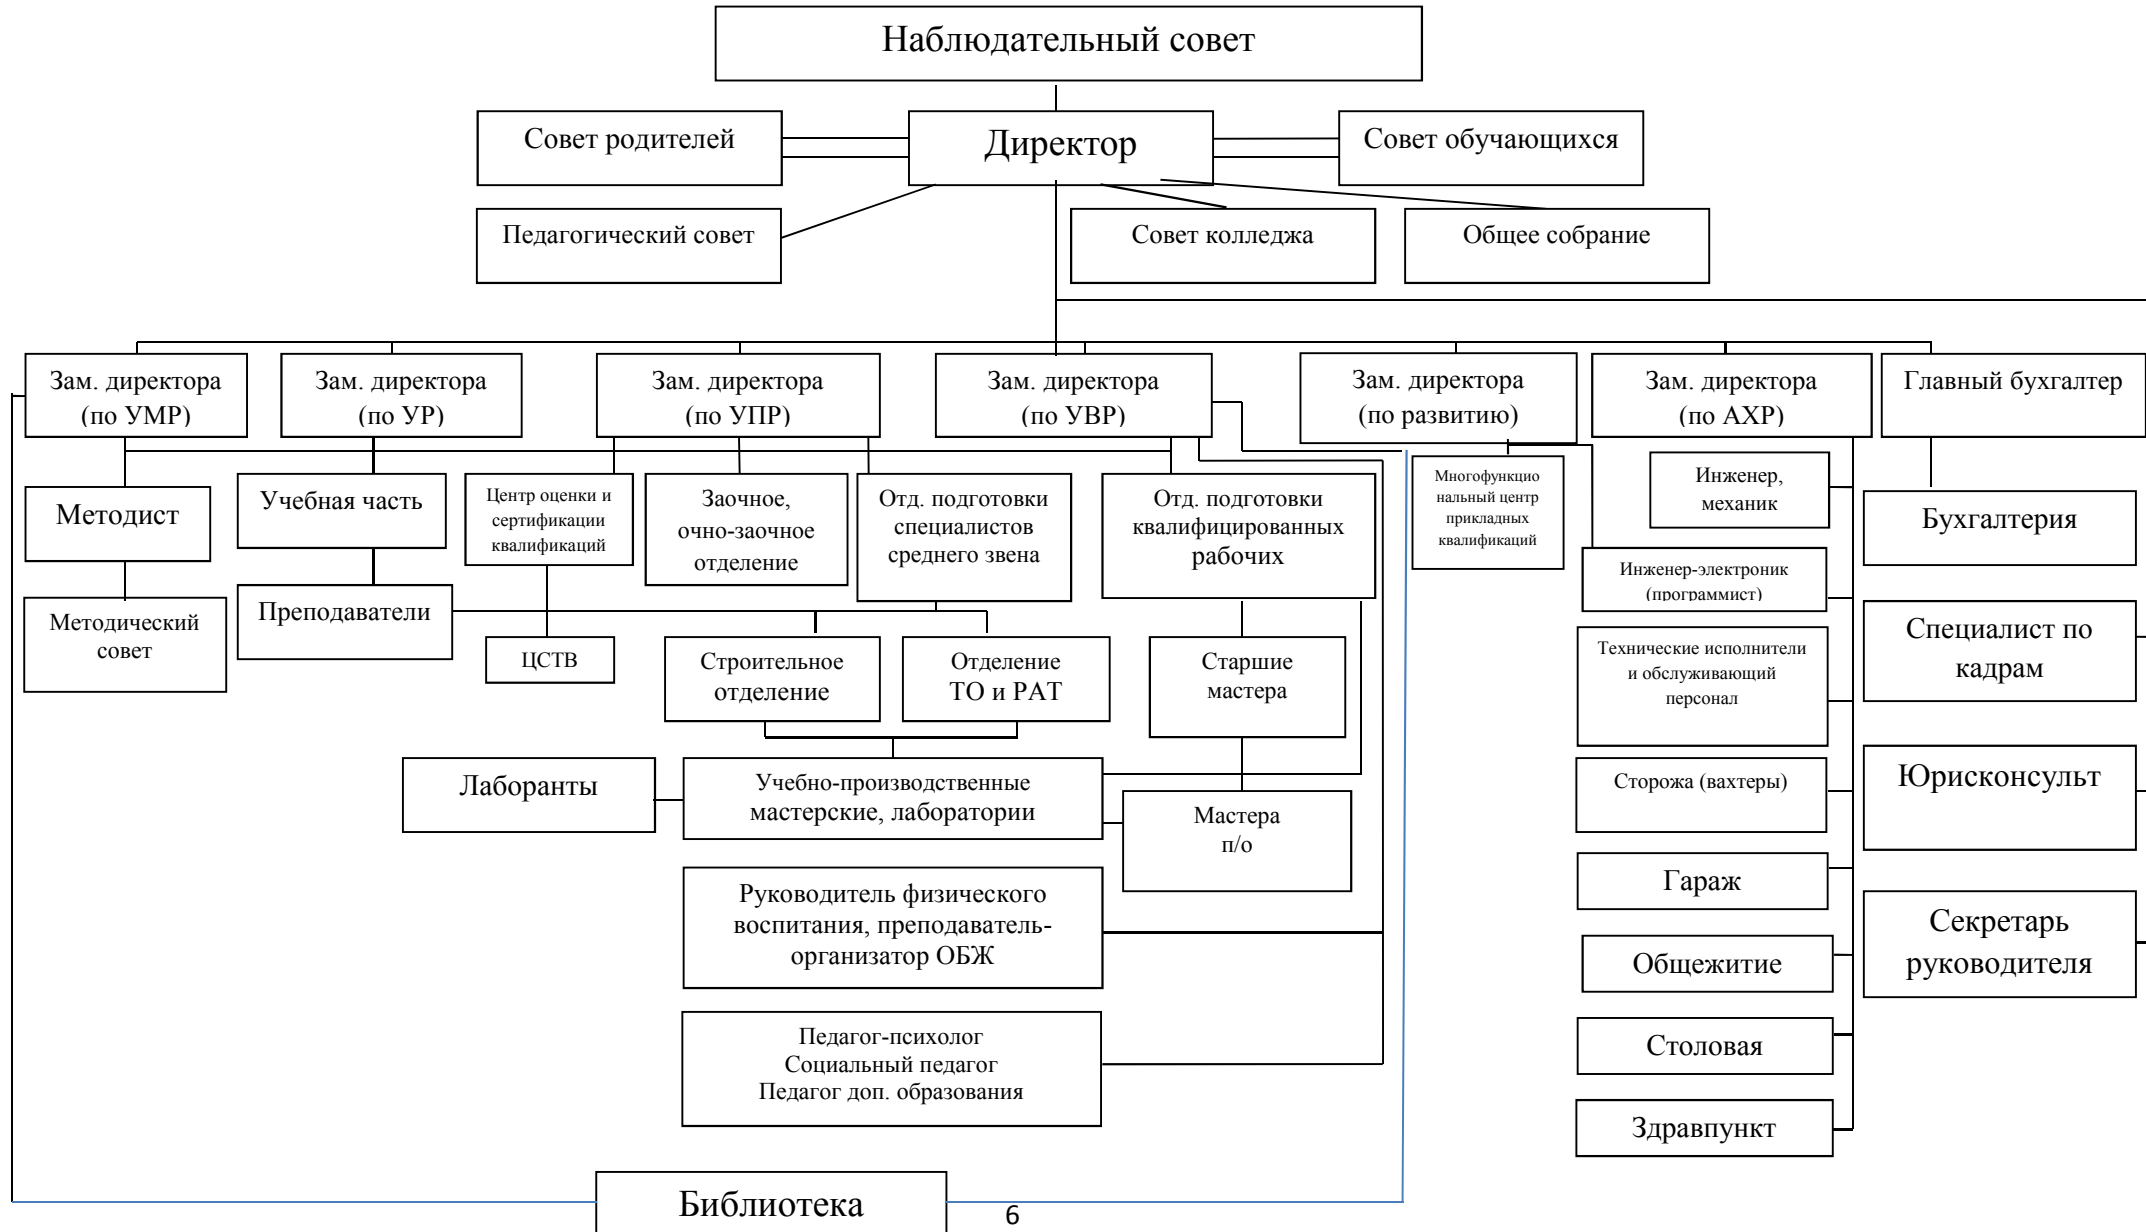 Наблюдательный совет
Совет родителей
Директор
Совет обучающихся
Педагогический совет
Совет колледжа
Общее собрание
Зам. директора
(по УМР)
Зам. директора
(по УР)
Зам. директора
(по УПР)
Зам. директора
(по УВР)
Зам. директора
(по развитию)
Зам. директора
(по АХР)
Главный бухгалтер
Методист
Учебная часть
Центр оценки и
сертификации
квалификаций
Заочное,
очно-заочное
отделение
Отд. подготовки
специалистов
среднего звена
Отд. подготовки
квалифицированных
рабочих
Многофункцио
нальный центр
прикладных
квалификаций
Инженер,
механик
Бухгалтерия
Инженер-электроник
(программист)
Методический
совет
Преподаватели
ЦСТВ
Строительное
отделение
Отделение
ТО и РАТ
Старшие
мастера
Технические исполнители
и обслуживающий
персонал
Специалист по
кадрам
Лаборанты
Учебно-производственные
мастерские, лаборатории
Мастера
п/о
Сторожа (вахтеры)
Юрисконсульт
Руководитель физического
воспитания, преподаватель-
организатор ОБЖ
Гараж
Секретарь
руководителя
Общежитие
Педагог-психолог
Социальный педагог
Педагог доп. образования
Столовая
Здравпункт
Библиотека
6